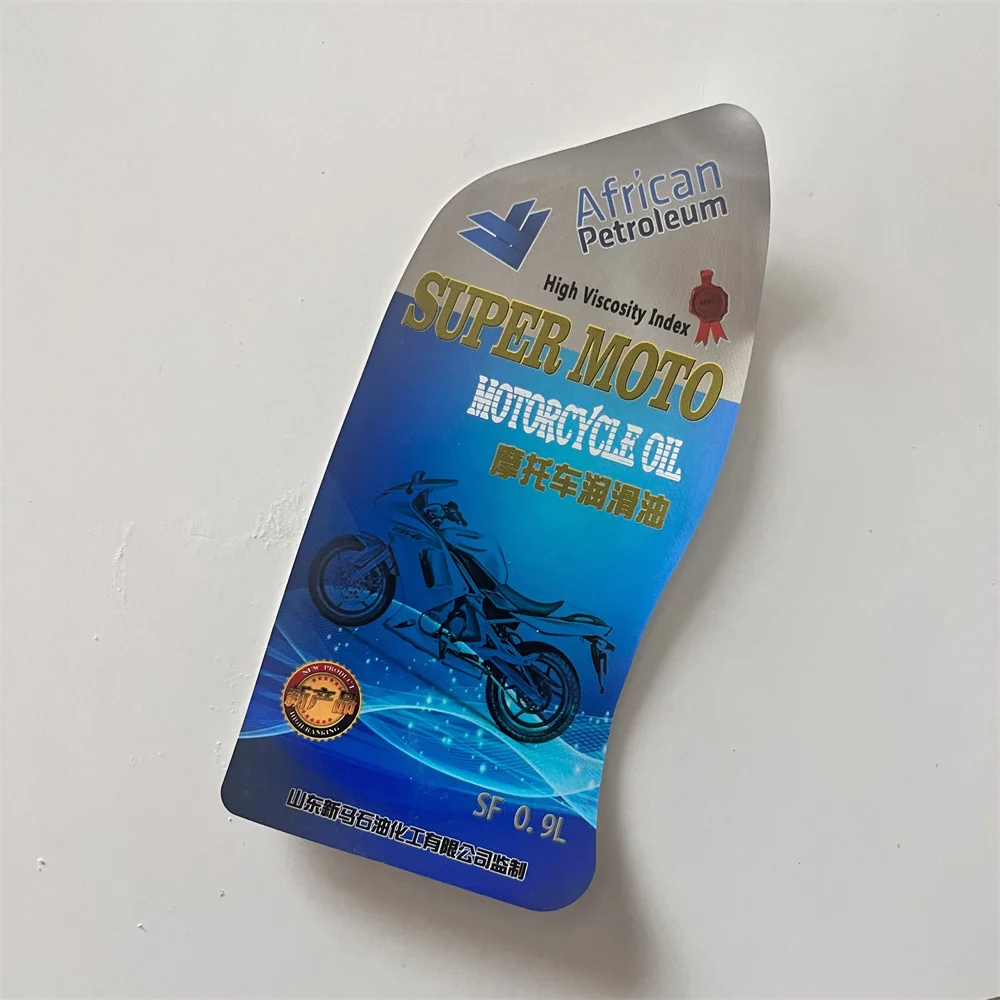 African
Petroleum
High Viscosity Index
SUPER MOTO
MOTORCYCLE OIL
摩托车润滑油
NEW PRODUCT
新产品
HIGH RANKING
SF 0.9L
山东新马石油化工有限公司监制